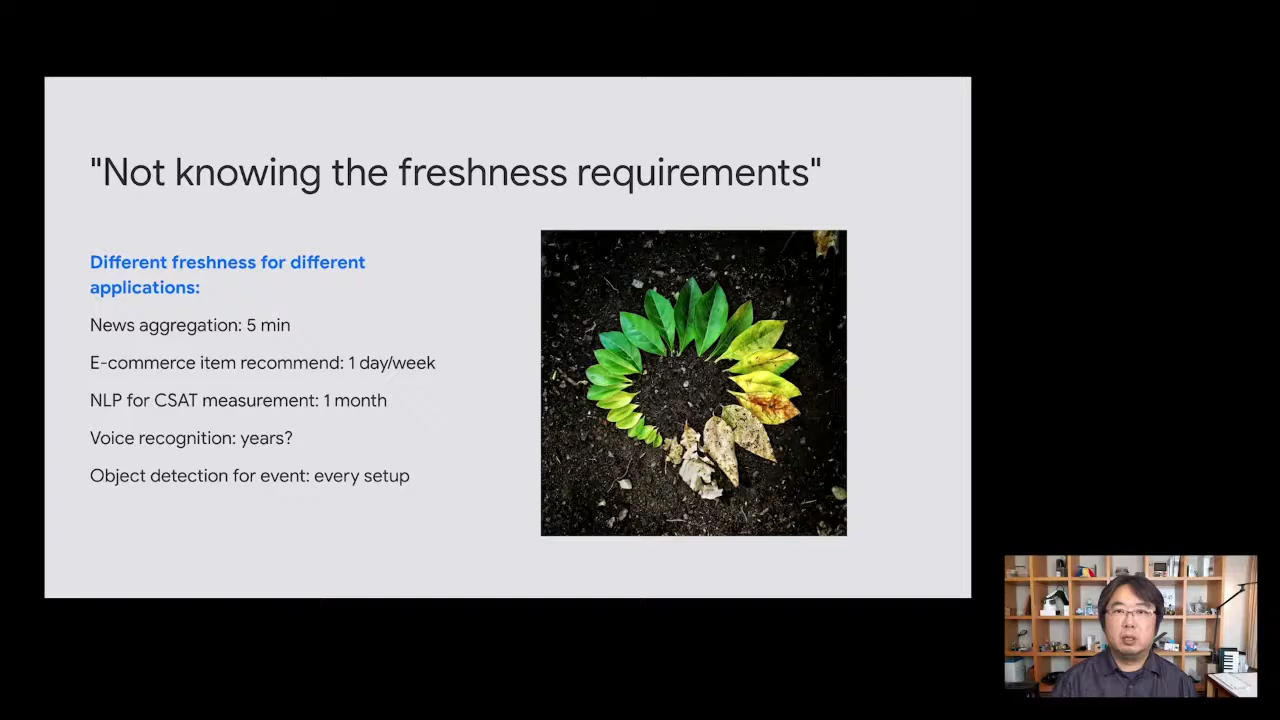 "Not knowing the freshness requirements"
Different freshness for different
applications:
News aggregation: 5 min
E-commerce item recommend: 1 day/week
NLP for CSAT measurement: 1 month
Voice recognition: years?
Object detection for event: every setup